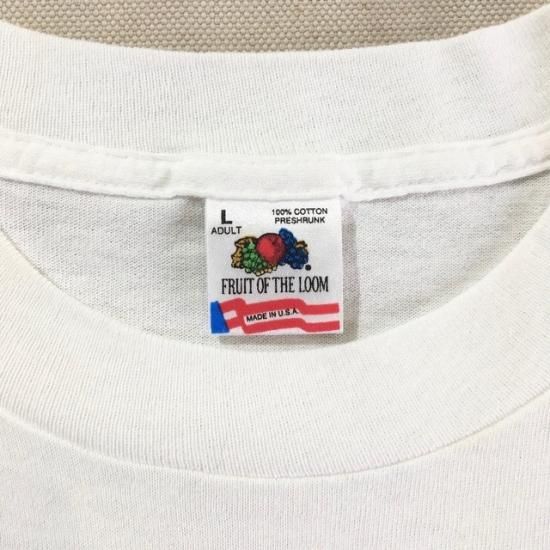 L
ADULT
100% COTTON
PRESHRUNK
®
FRUIT OF THE LOOM
MADE IN U.S.A.